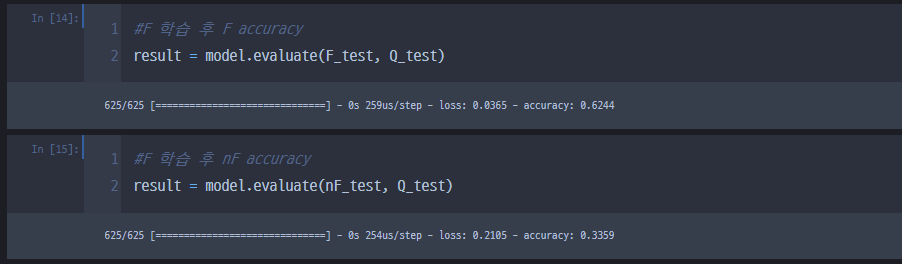 In [14]:
1 #F 학습 후 F accuracy
2 result = model.evaluate(F_test, Q_test)
625/625 [==============================] - 0s 259us/step - loss: 0.0365 - accuracy: 0.6244
In [15]:
1 #F 학습 후 nF accuracy
2 result = model.evaluate(nF_test, Q_test)
625/625 [==============================] - 0s 254us/step - loss: 0.2105 - accuracy: 0.3359